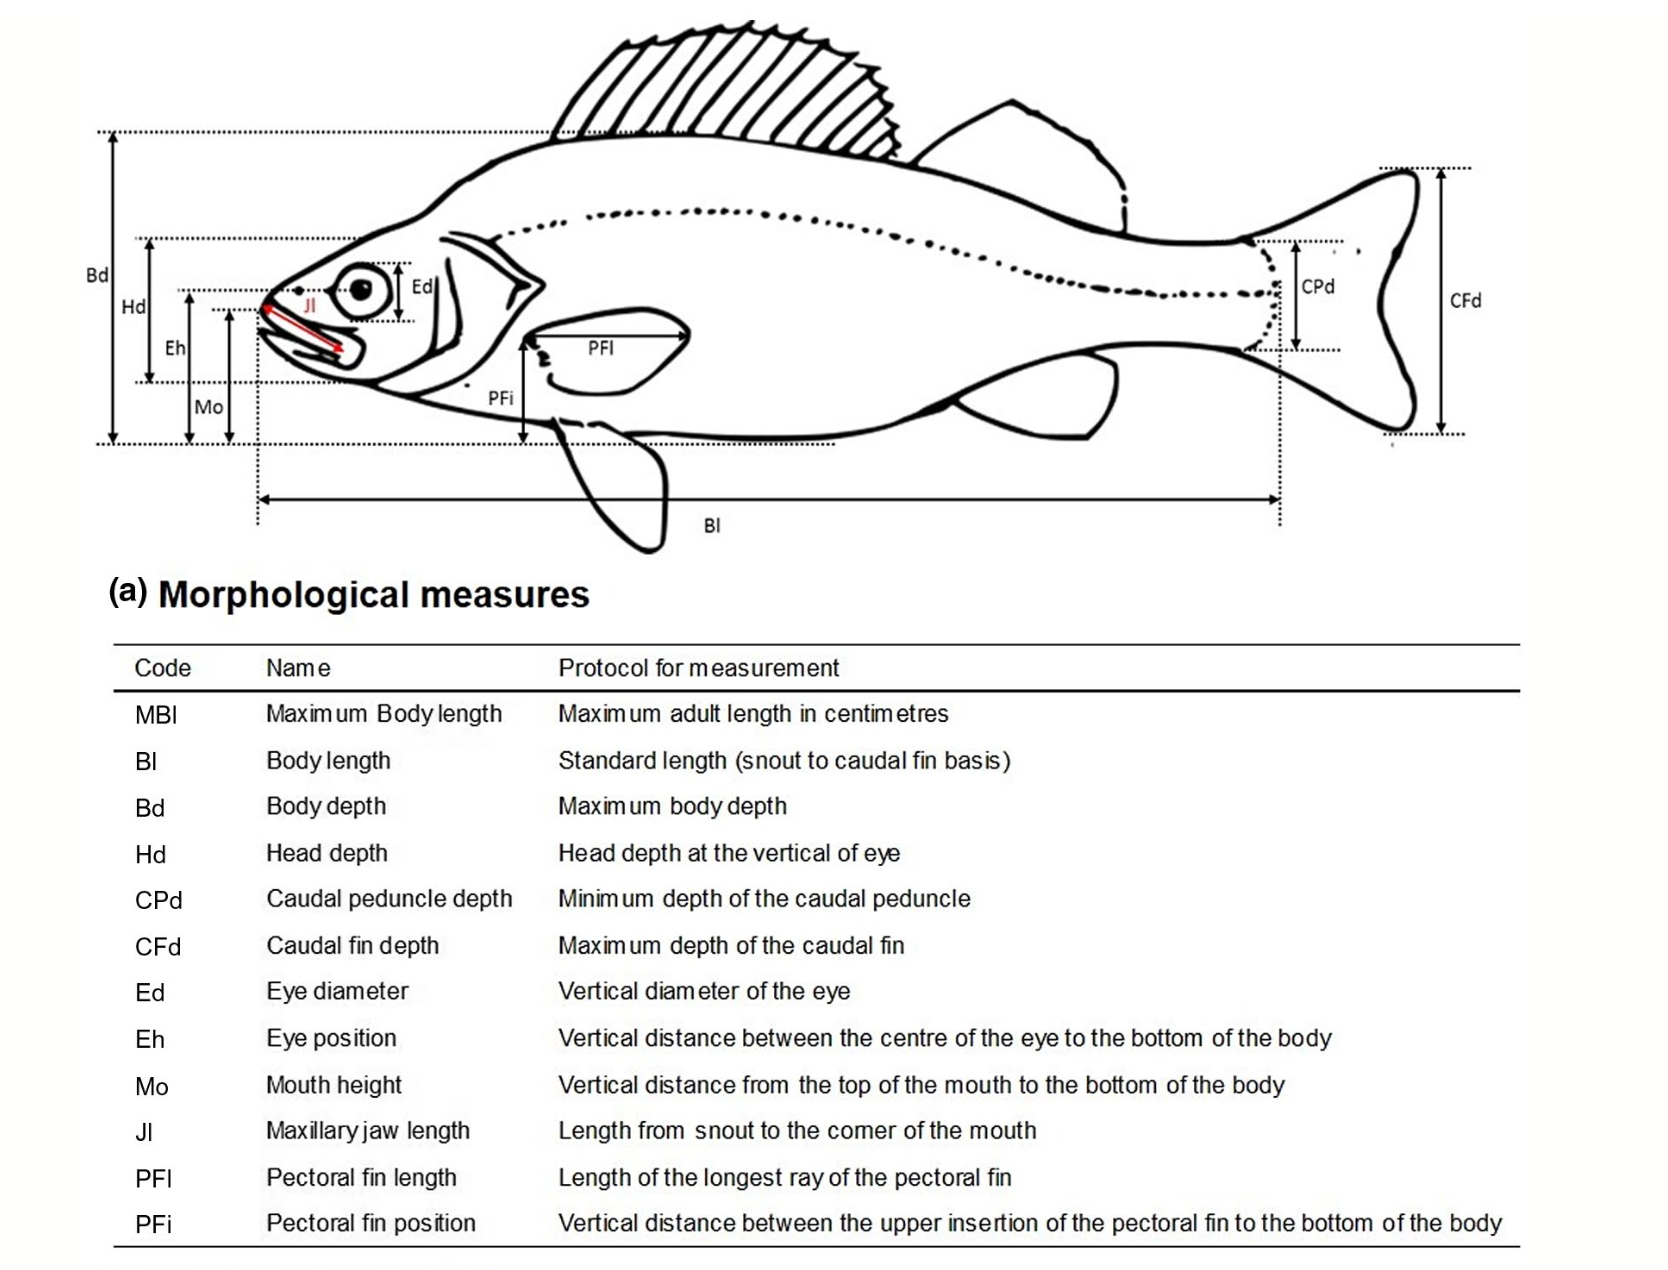 Bd
Hd
Eh
Mo
Jl
Ed
PFl
PFi
CPd
CFd
Bl
(a) Morphological measures
Code Name Protocol for measurement
MBl Maximum Body length Maximum adult length in centimetres
Bl Body length Standard length (snout to caudal fin basis)
Bd Body depth Maximum body depth
Hd Head depth Head depth at the vertical of eye
CPd Caudal peduncle depth Minimum depth of the caudal peduncle
CFd Caudal fin depth Maximum depth of the caudal fin
Ed Eye diameter Vertical diameter of the eye
Eh Eye position Vertical distance between the centre of the eye to the bottom of the body
Mo Mouth height Vertical distance from the top of the mouth to the bottom of the body
Jl Maxillary jaw length Length from snout to the corner of the mouth
PFl Pectoral fin length Length of the longest ray of the pectoral fin
PFi Pectoral fin position Vertical distance between the upper insertion of the pectoral fin to the bottom of the body